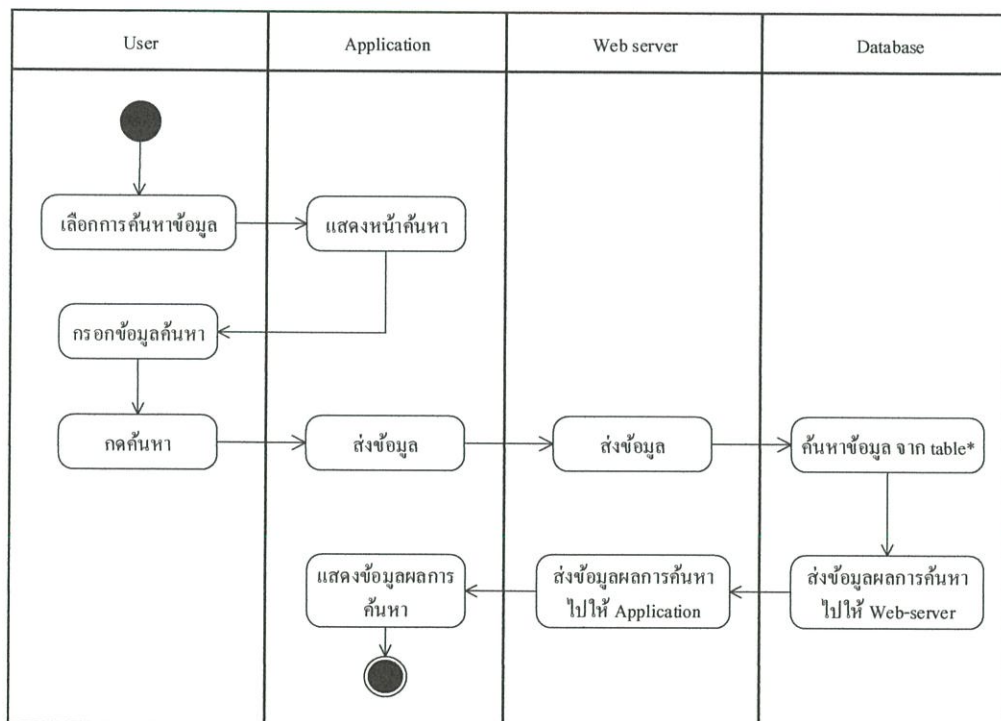 User
Application
Web server
Database
เลือกการค้นหาข้อมูล
แสดงหน้าค้นหา
กรอกข้อมูลค้นหา
กดค้นหา
ส่งข้อมูล
ส่งข้อมูล
ค้นหาข้อมูล จาก table*
แสดงข้อมูลผลการ
ค้นหา
ส่งข้อมูลผลการค้นหา
ไปให้ Application
ส่งข้อมูลผลการค้นหา
ไปให้ Web-server